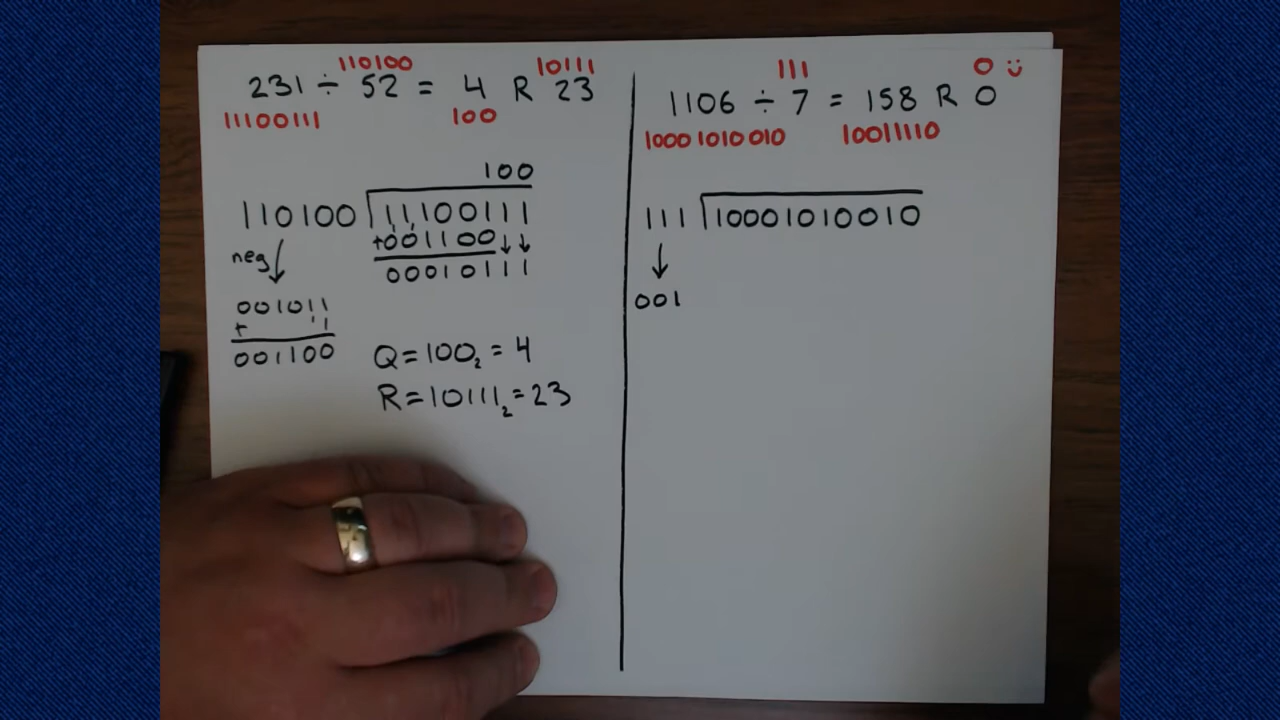 110100 10111
231 ÷ 52 = 4 R 23
11100111 100
100
110100 11100111
+001100↓↓
00010111
neg
001011
+ 1
001100
Q=100₂=4
R=10111₂=23
111 0 ü
1106 ÷ 7 = 158 R 0
10001010010 10011110
111 10001010010
↓
001